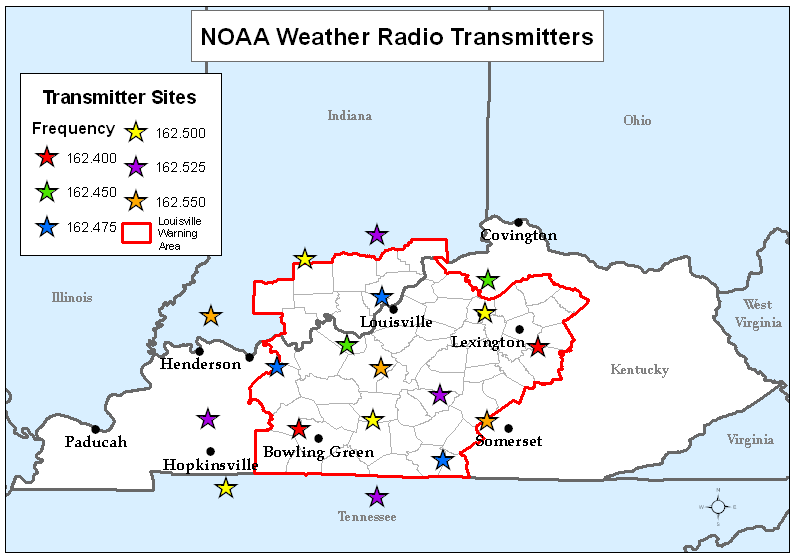 NOAA Weather Radio Transmitters
Transmitter Sites
Frequency
162.400
162.450
162.475
162.500
162.525
162.550
Louisville
Warning
Area
Indiana
Ohio
Covington
Illinois
West
Virginia
Louisville
Lexington
Henderson
Kentucky
Paducah
Somerset
Virginia
Bowling Green
Hopkinsville
Tennessee
N
W
E
S